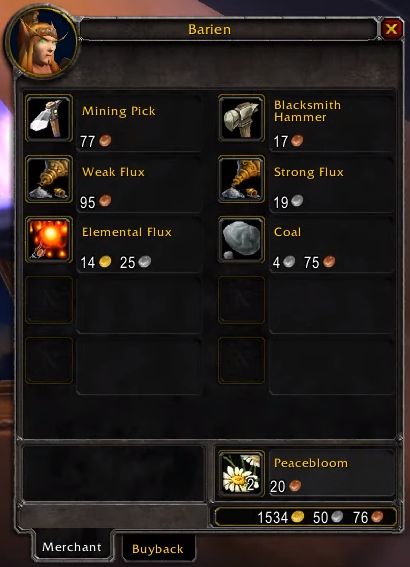 Barien
Mining Pick
77
Blacksmith
Hammer
17
Weak Flux
95
Strong Flux
19
Elemental Flux
14 25
Coal
4 75
Peacebloom
2
20
1534 50 76
Merchant
Buyback